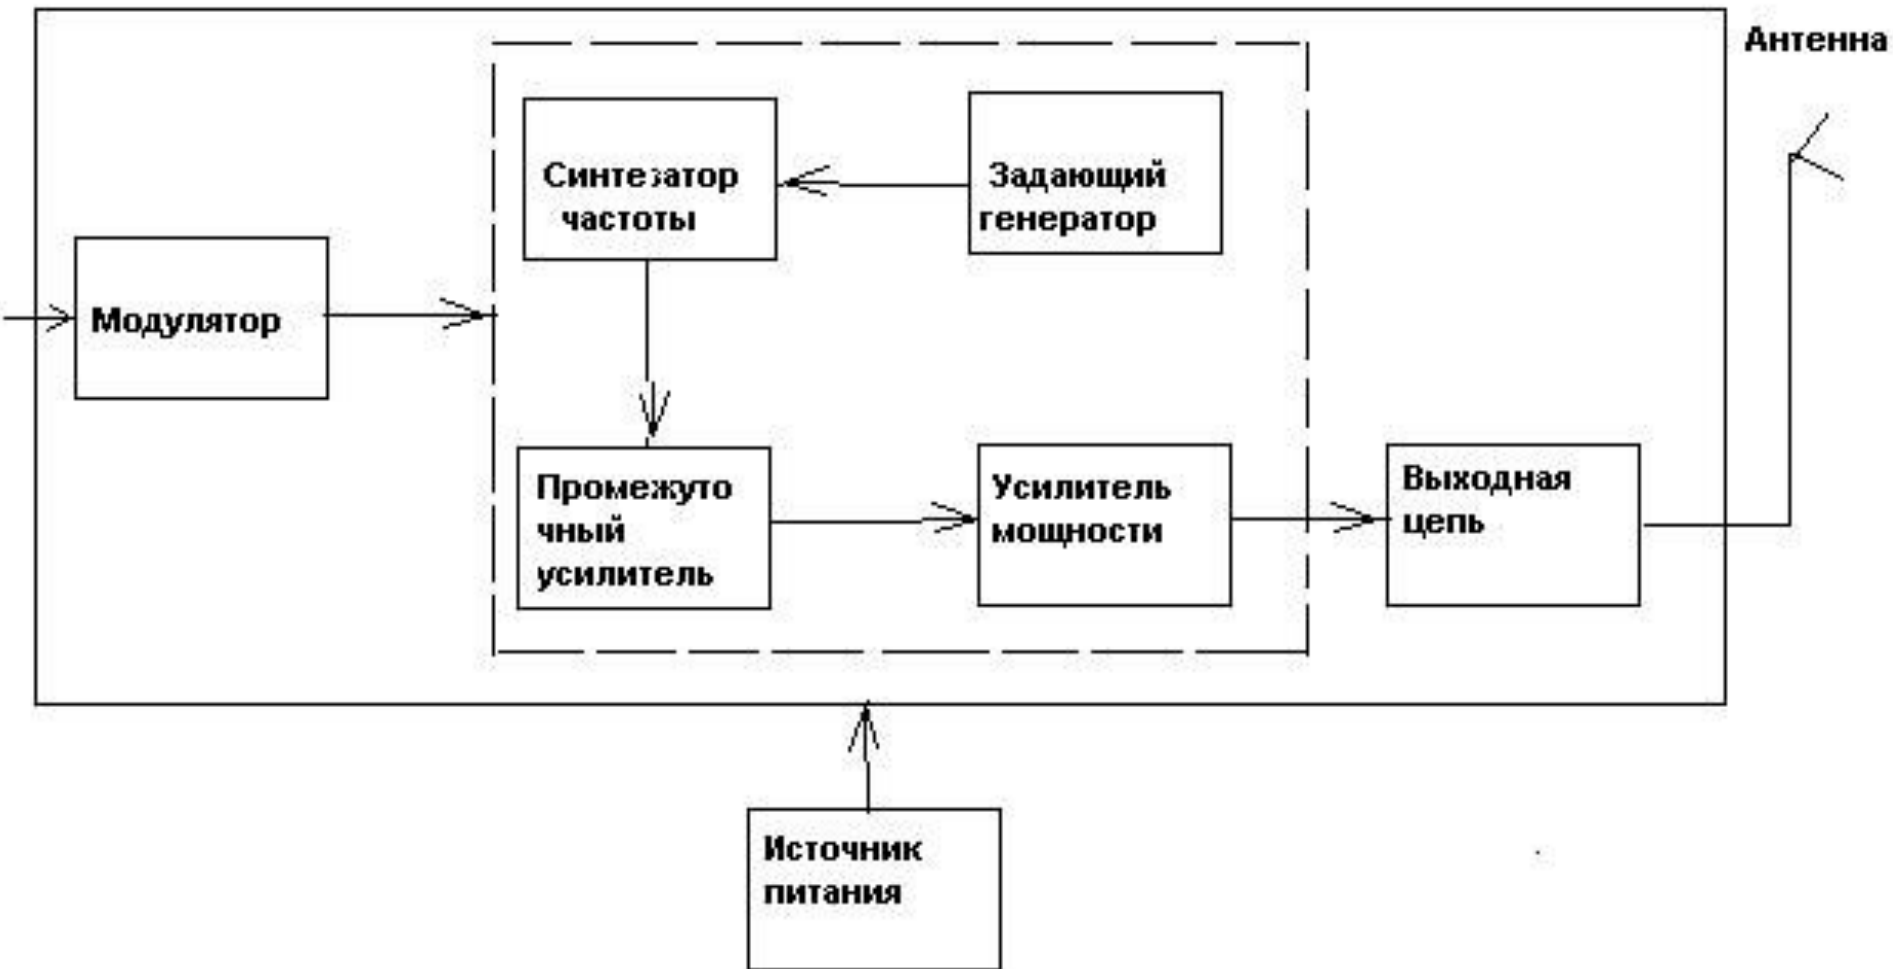 Антенна
Синтезатор
частоты
Задающий
генератор
Модулятор
Промежуто
чный
усилитель
Усилитель
мощности
Выходная
цепь
Источник
питания